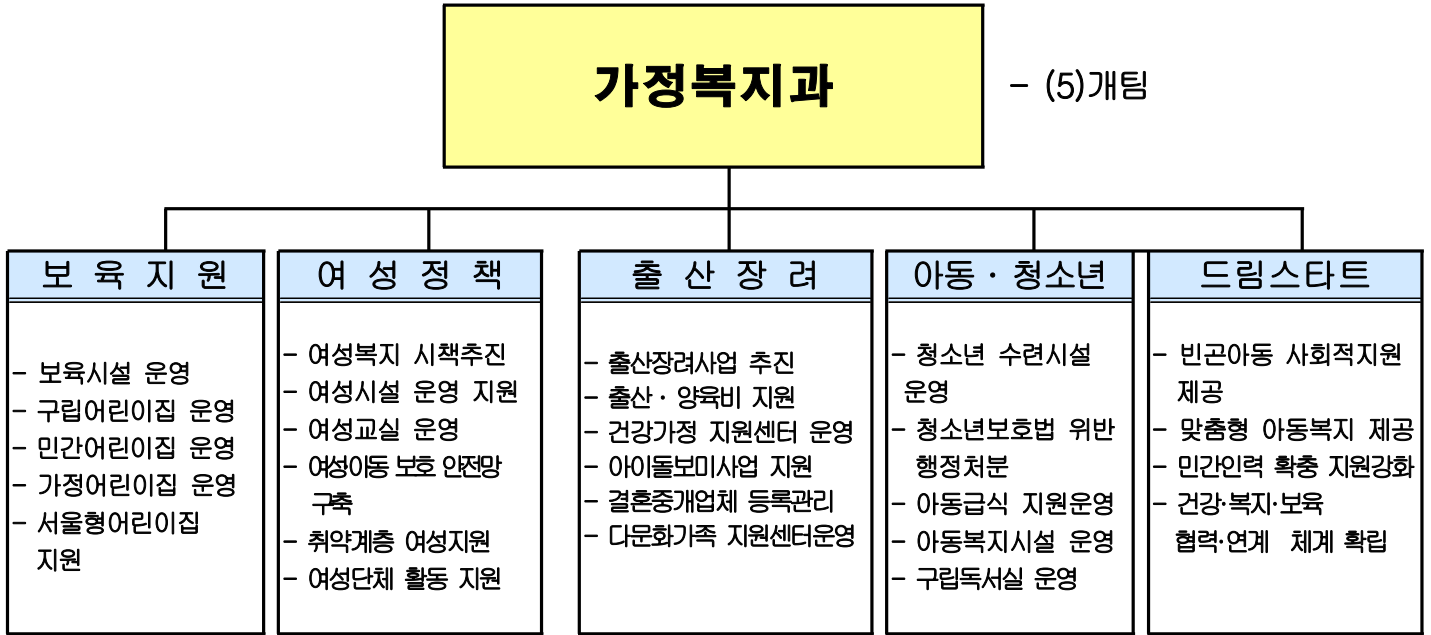 가정복지과
- (5)개팀
보 육 지 원
- 보육시설 운영
- 구립어린이집 운영
- 민간어린이집 운영
- 가정어린이집 운영
- 서울형어린이집
지원
여 성 정 책
- 여성복지 시책추진
- 여성시설 운영 지원
- 여성교실 운영
- 여성이동 보호 안전망
구축
- 취약계층 여성지원
- 여성단체 활동 지원
출 산 장 려
- 출산장려사업 추진
- 출산· 양육비 지원
- 건강가정 지원센터 운영
- 아이돌보미사업 지원
- 결혼중개업체 등록관리
- 다문화가족 지원센터운영
아동 · 청소년
- 청소년 수련시설
운영
- 청소년보호법 위반
행정처분
- 아동급식 지원운영
- 아동복지시설 운영
- 구립독서실 운영
드림스타트
- 빈곤아동 사회적지원
제공
- 맞춤형 아동복지 제공
- 민간인력 확충 지원강화
- 건강·복지·보육
협력·연계 체계 확립